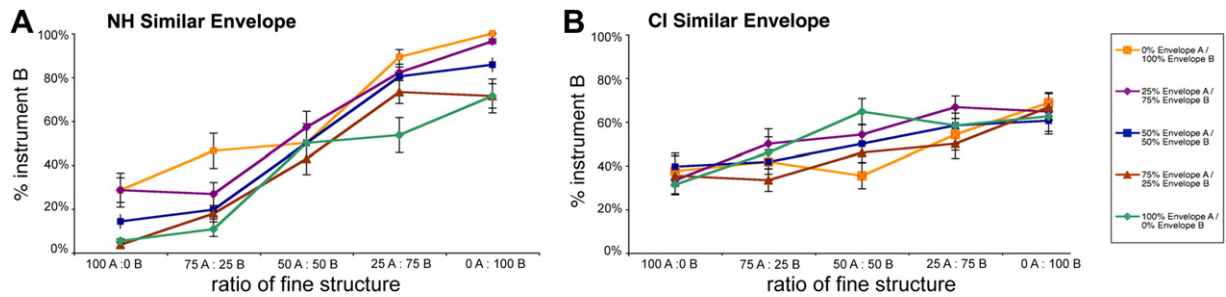 A
NH Similar Envelope
100%
80%
60%
40%
20%
0%
% instrument B
100 A:0 B
75 A : 25 B
50 A : 50 B
25 A : 75 B
0 A : 100 B
ratio of fine structure
B
CI Similar Envelope
100%
80%
60%
40%
20%
0%
% instrument B
100 A:0 B
75 A : 25 B
50 A : 50 B
25 A : 75 B
0 A : 100 B
ratio of fine structure
0% Envelope A /
100% Envelope B
25% Envelope A /
75% Envelope B
50% Envelope A /
50% Envelope B
75% Envelope A /
25% Envelope B
100% Envelope A /
0% Envelope B